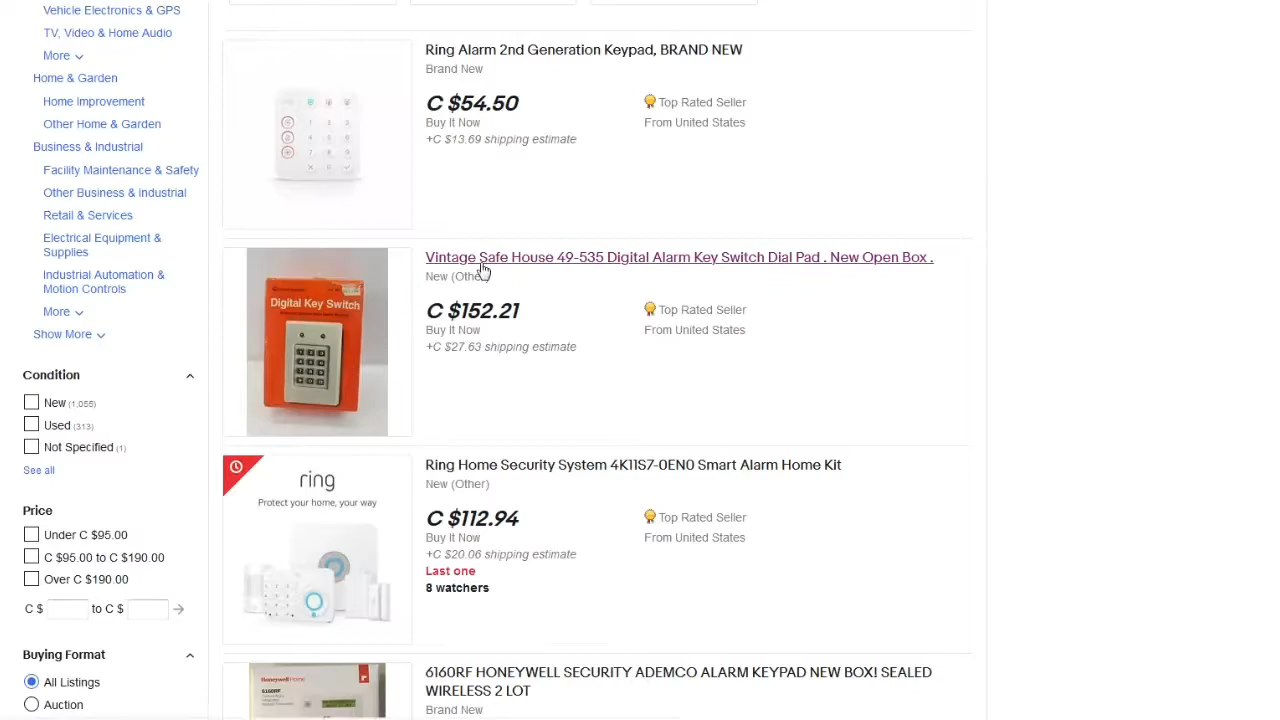 Vehicle Electronics & GPS
TV, Video & Home Audio
More
Home & Garden
Home Improvement
Other Home & Garden
Business & Industrial
Facility Maintenance & Safety
Other Business & Industrial
Retail & Services
Electrical Equipment &
Supplies
Industrial Automation &
Motion Controls
More
Show More
Condition
New (1,055)
Used (313)
Not Specified (1)
See all
Price
Under C $95.00
C $95.00 to C $190.00
Over C $190.00
C $ to C $
Buying Format
All Listings
Auction
Ring Alarm 2nd Generation Keypad, BRAND NEW
Brand New
C $54.50
Buy It Now
+C $13.69 shipping estimate
Top Rated Seller
From United States
Digital Key Switch
Vintage Safe House 49-535 Digital Alarm Key Switch Dial Pad . New Open Box .
New (Other)
C $152.21
Buy It Now
+C $27.63 shipping estimate
Top Rated Seller
From United States
ring
Protect your home, your way
Ring Home Security System 4K11S7-0EN0 Smart Alarm Home Kit
New (Other)
C $112.94
Buy It Now
+C $20.06 shipping estimate
Last one
8 watchers
Top Rated Seller
From United States
Honeywell Home
6160RF
6160RF HONEYWELL SECURITY ADEMCO ALARM KEYPAD NEW BOX! SEALED
WIRELESS 2 LOT
Brand New